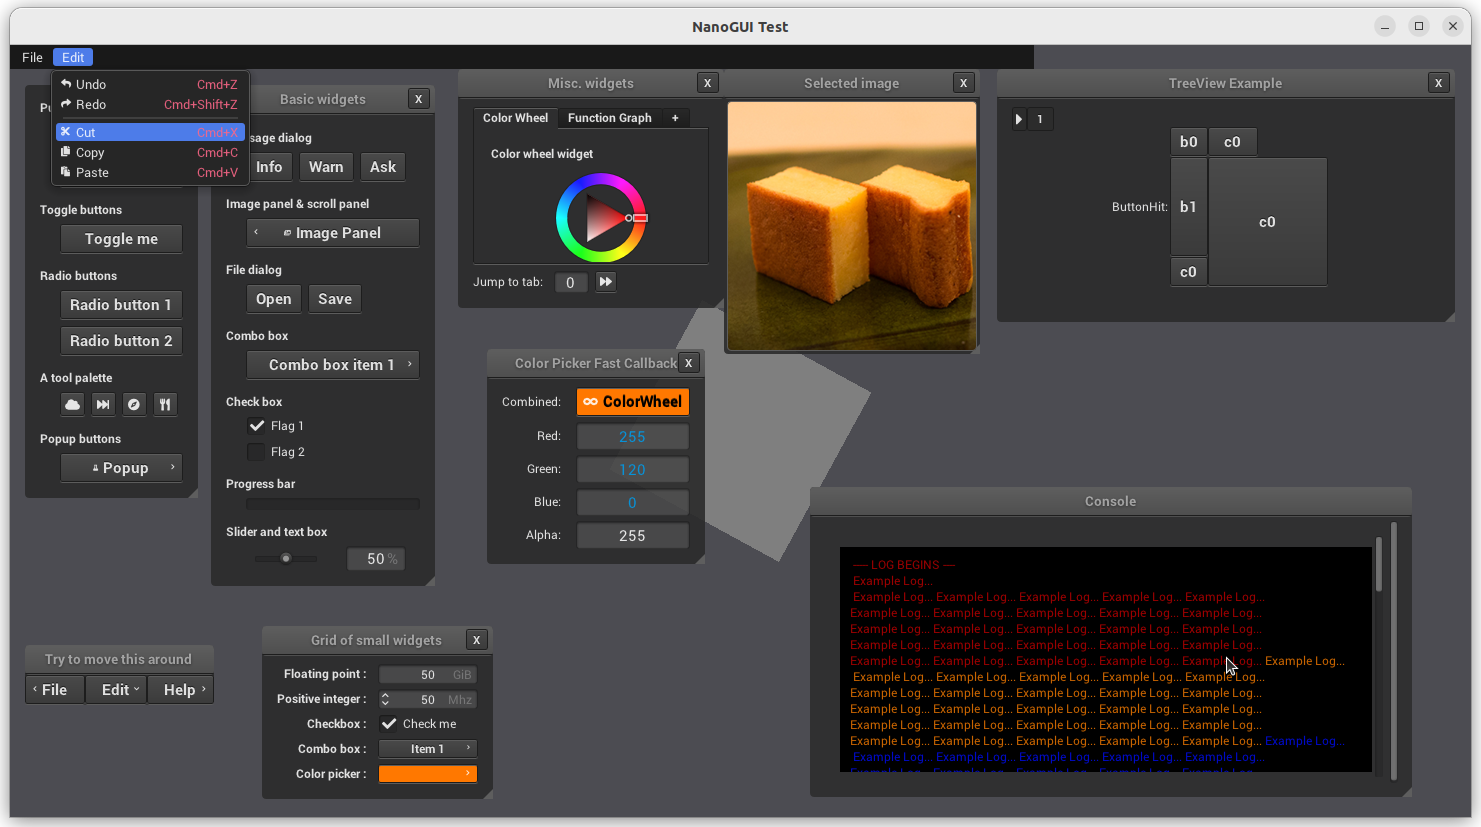 NanoGUI Test
File Edit
Undo Cmd+Z
Redo Cmd+Shift+Z
Cut Cmd+X
Copy Cmd+C
Paste Cmd+V
Toggle buttons
Toggle me
Radio buttons
Radio button 1
Radio button 2
A tool palette
Popup buttons
Popup
Basic widgets X
dialog
Info Warn Ask
Image panel & scroll panel
Image Panel
File dialog
Open Save
Combo box
Combo box item 1
Check box
Flag 1
Flag 2
Progress bar
Slider and text box
50 %
Misc. widgets X
Color Wheel Function Graph +
Color wheel widget
Jump to tab: 0
Selected image X
TreeView Example X
1
b0 c0
ButtonHit: b1 c0
c0
Color Picker Fast Callback X
Combined: ColorWheel
Red: 255
Green: 120
Blue: 0
Alpha: 255
Try to move this around
File Edit Help
Grid of small widgets X
Floating point : 50 GiB
Positive integer : 50 Mhz
Checkbox : Check me
Combo box : Item 1
Color picker :
Console
── LOG BEGINS ──
Example Log...
Example Log... Example Log... Example Log... Example Log... Example Log...
Example Log... Example Log... Example Log... Example Log... Example Log...
Example Log... Example Log... Example Log... Example Log... Example Log...
Example Log... Example Log... Example Log... Example Log... Example Log...
Example Log... Example Log... Example Log... Example Log... Example Log... Example Log...
Example Log... Example Log... Example Log... Example Log... Example Log...
Example Log... Example Log... Example Log... Example Log... Example Log...
Example Log... Example Log... Example Log... Example Log... Example Log...
Example Log... Example Log... Example Log... Example Log... Example Log...
Example Log... Example Log... Example Log... Example Log... Example Log... Example Log...
Example Log... Example Log... Example Log... Example Log... Example Log...